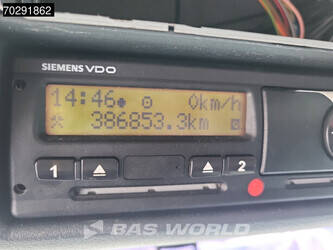 70291862
SIEMENS VDO
14:46 0km/h
386853.3km
1 2
BAS WORLD